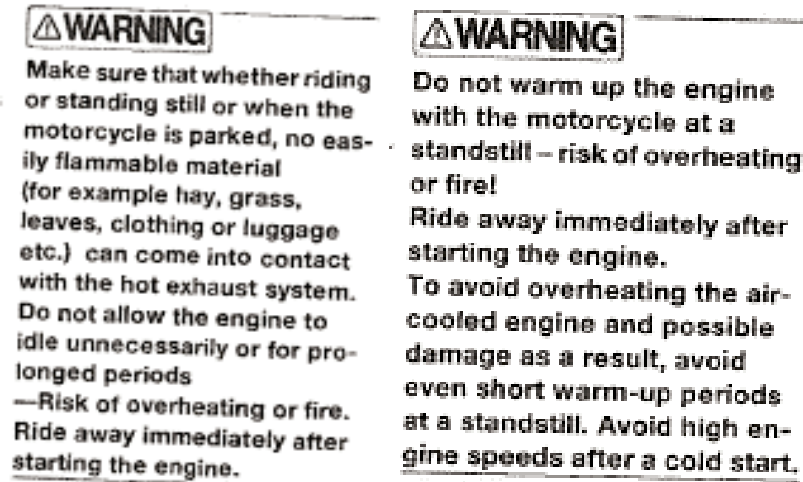 ⚠WARNING
Make sure that whether riding
or standing still or when the
motorcycle is parked, no eas-
ily flammable material
(for example hay, grass,
leaves, clothing or luggage
etc.) can come into contact
with the hot exhaust system.
Do not allow the engine to
idle unnecessarily or for pro-
longed periods
—Risk of overheating or fire.
Ride away immediately after
starting the engine.
⚠WARNING
Do not warm up the engine
with the motorcycle at a
standstill – risk of overheating
or fire!
Ride away immediately after
starting the engine.
To avoid overheating the air-
cooled engine and possible
damage as a result, avoid
even short warm-up periods
at a standstill. Avoid high en-
gine speeds after a cold start.